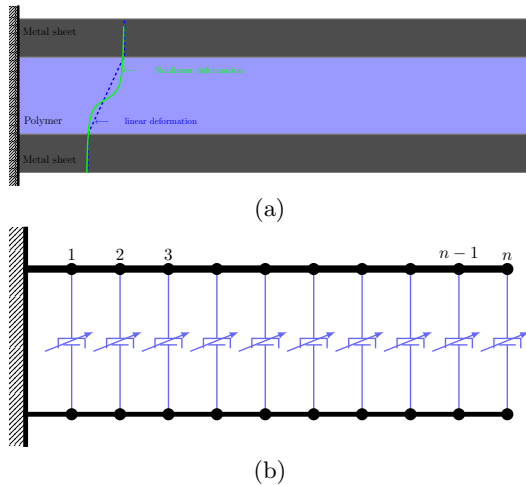 Metal sheet
Nonlinear deformation
Polymer
linear deformation
Metal sheet
(a)
1 2 3 n − 1 n
(b)